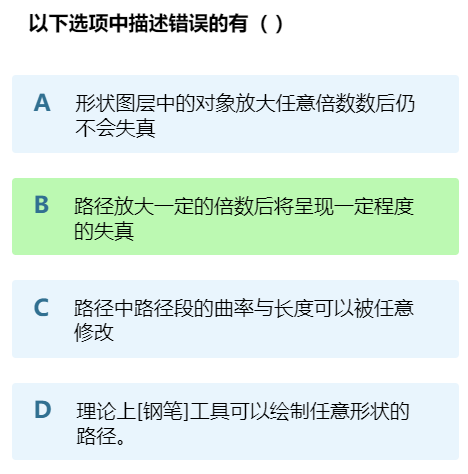 以下选项中描述错误的有（ ）
A 形状图层中的对象放大任意倍数数后仍
不会失真
B 路径放大一定的倍数后将呈现一定程度
的失真
C 路径中路径段的曲率与长度可以被任意
修改
D 理论上[钢笔]工具可以绘制任意形状的
路径。